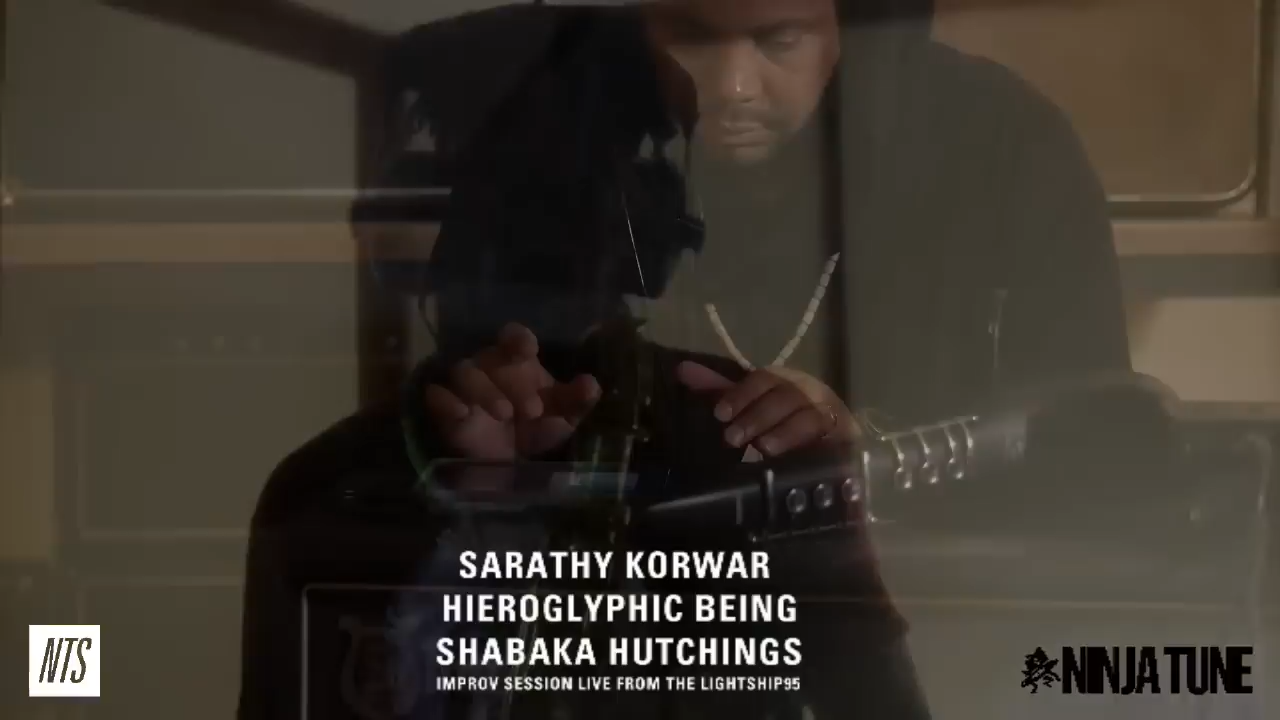 SARATHY KORWAR
HIEROGLYPHIC BEING
SHABAKA HUTCHINGS
IMPROV SESSION LIVE FROM THE LIGHTSHIP95
NTS
NINJA TUNE